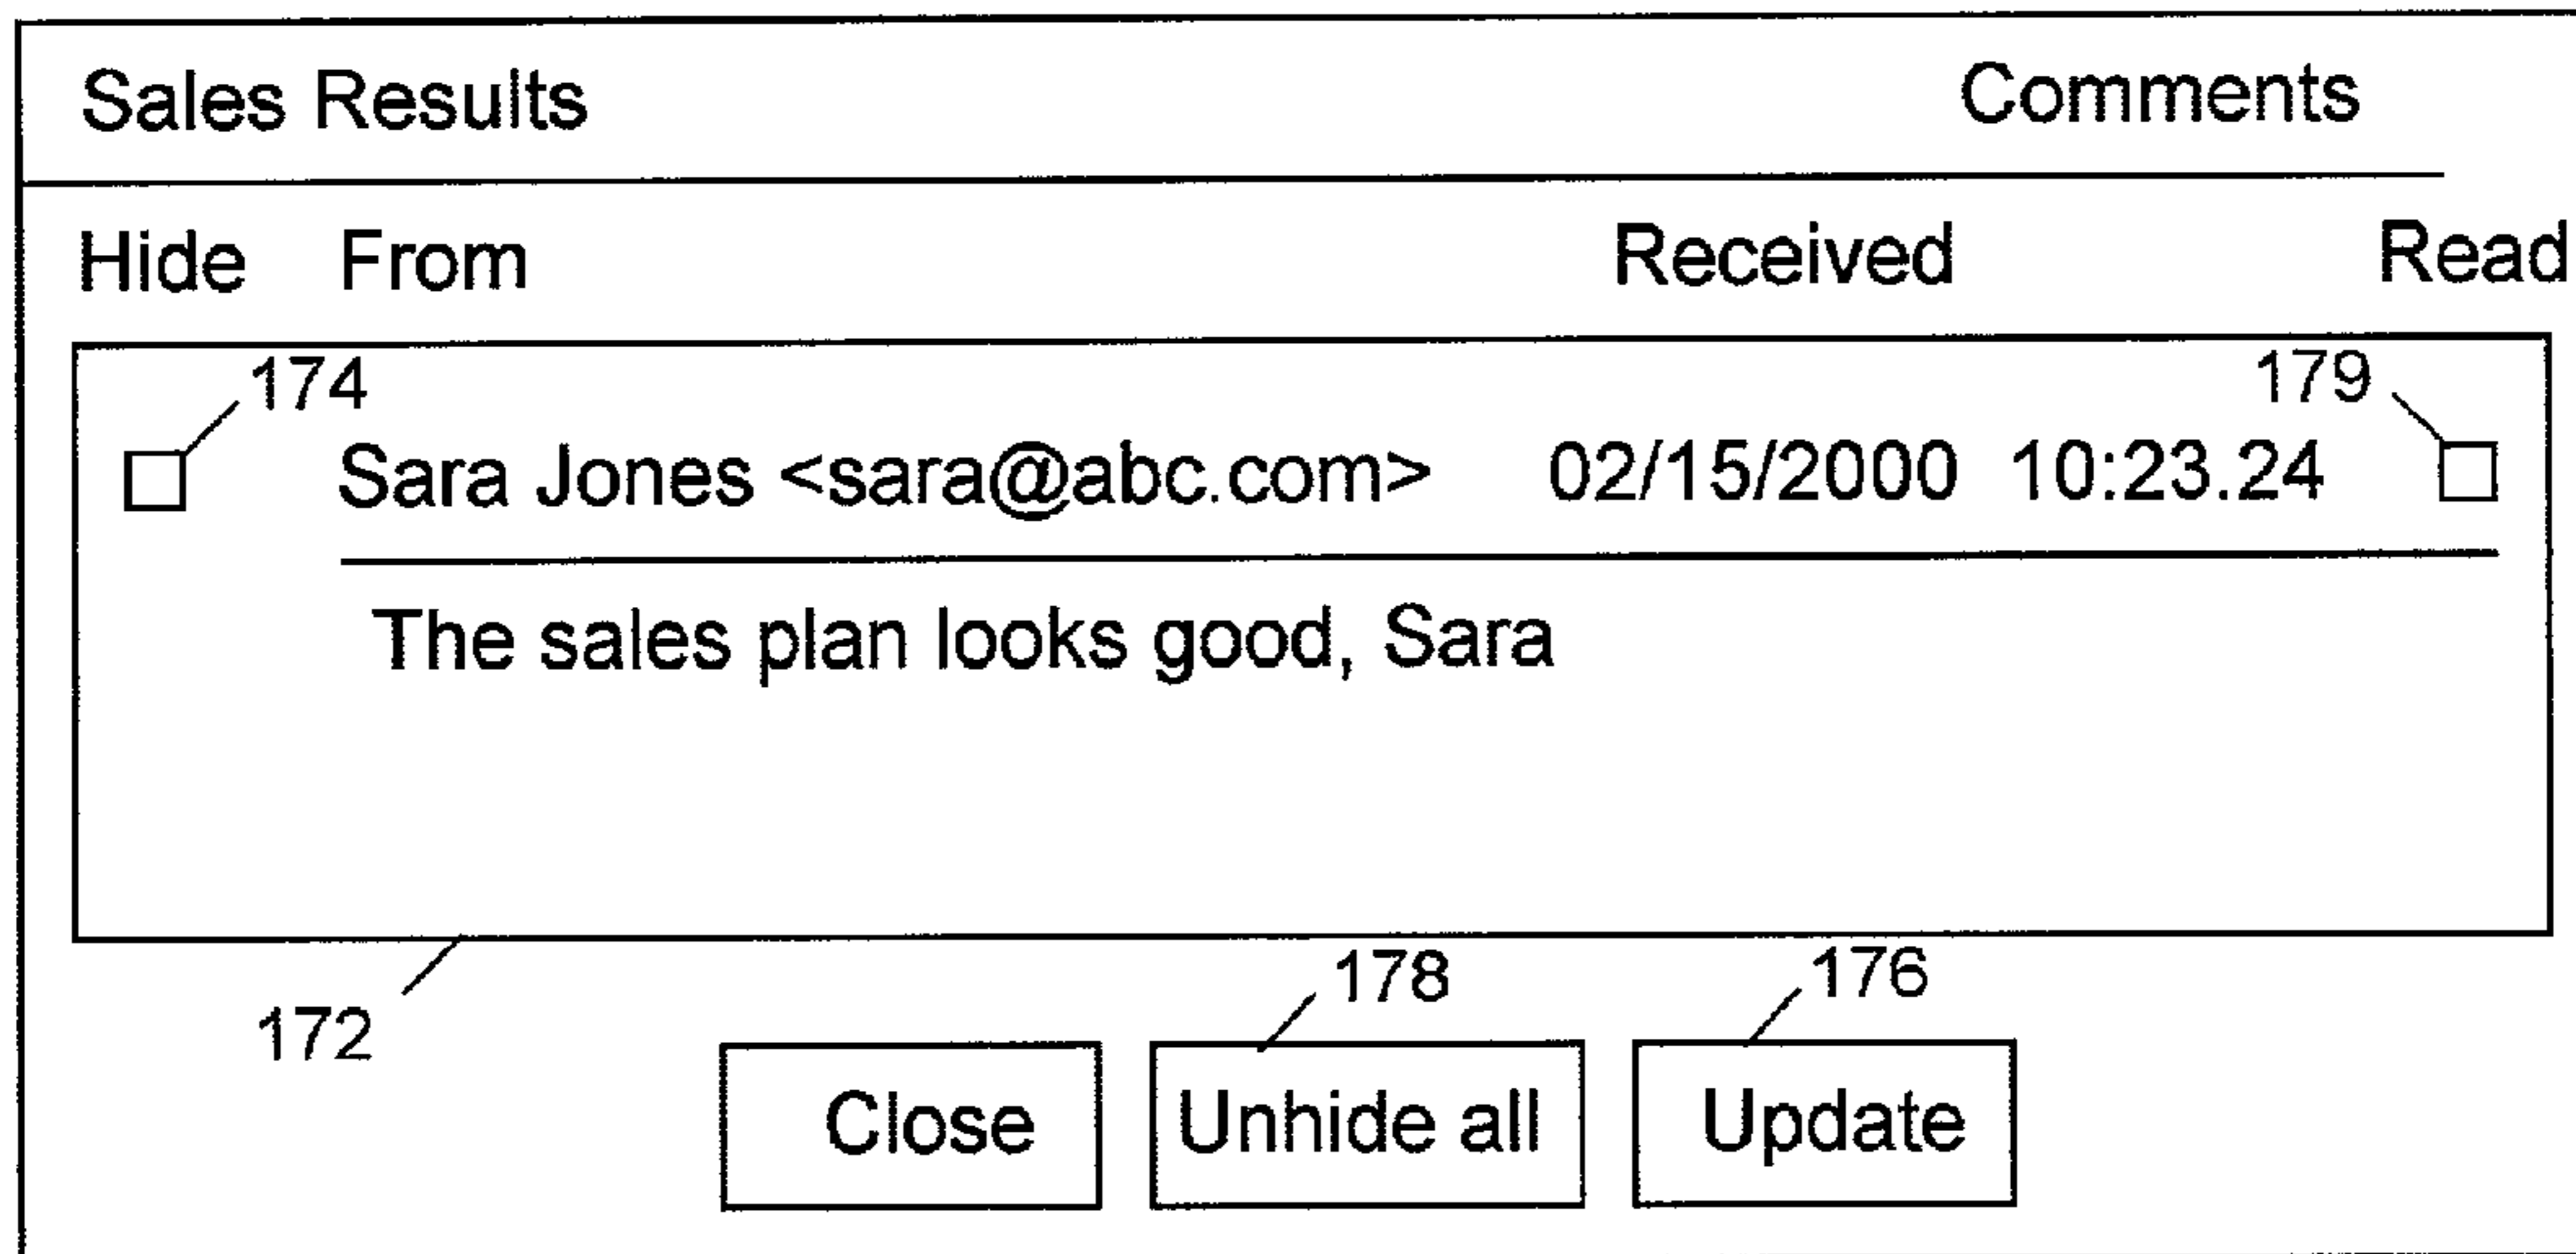 Sales Results Comments
Hide From Received Read
174 179
Sara Jones <sara@abc.com> 02/15/2000 10:23.24
The sales plan looks good, Sara
172 178 176
Close Unhide all Update